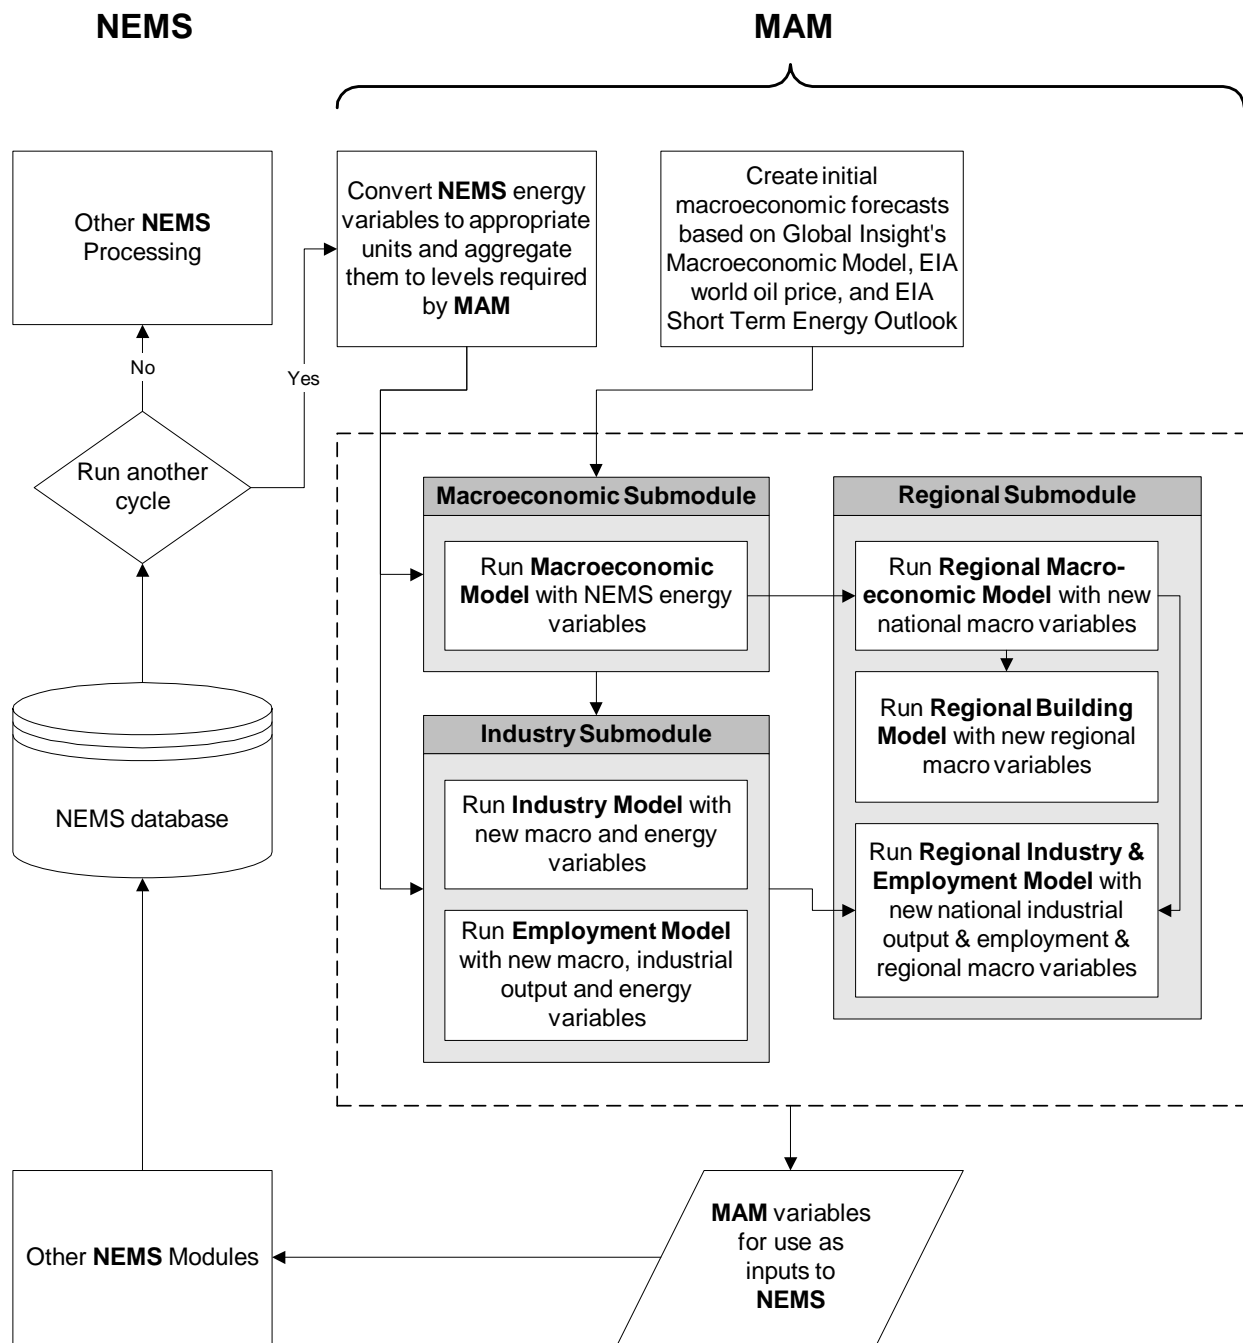 NEMS
MAM
Other NEMS
Processing
Convert NEMS energy
variables to appropriate
units and aggregate
them to levels required
by MAM
Create initial
macroeconomic forecasts
based on Global Insight's
Macroeconomic Model, EIA
world oil price, and EIA
Short Term Energy Outlook
No
Yes
Run another
cycle
Macroeconomic Submodule
Run Macroeconomic
Model with NEMS energy
variables
Regional Submodule
Run Regional Macro-
economic Model with new
national macro variables
Run Regional Building
Model with new regional
macro variables
Run Regional Industry &
Employment Model with
new national industrial
output & employment &
regional macro variables
Industry Submodule
Run Industry Model with
new macro and energy
variables
Run Employment Model
with new macro, industrial
output and energy
variables
NEMS database
Other NEMS Modules
MAM variables
for use as
inputs to
NEMS